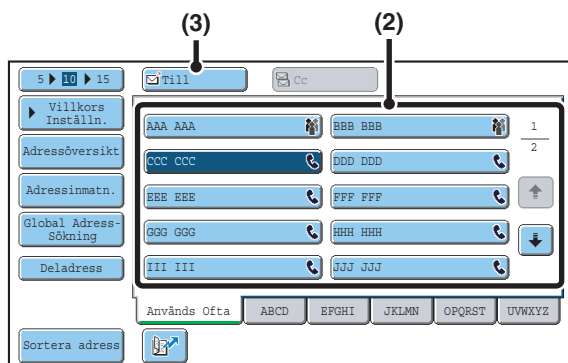 (3)
(2)
5 10 15
Till
Cc
Villkors
Inställn.
Adressöversikt
Adressinmatn.
Global Adress-
Sökning
Deladress
Sortera adress
AAA AAA
BBB BBB
CCC CCC
DDD DDD
EEE EEE
FFF FFF
GGG GGG
HHH HHH
III III
JJJ JJJ
1
2
Används Ofta
ABCD
EFGHI
JKLMN
OPQRST
UVWXYZ